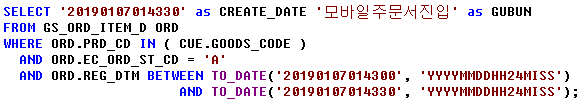 SELECT '20190107014330' as CREATE_DATE '모바일주문서진입' as GUBUN
FROM GS_ORD_ITEM_D ORD
WHERE ORD.PRD_CD IN ( CUE.GOODS_CODE )
AND ORD.EC_ORD_ST_CD = 'A'
AND ORD.REG_DTM BETWEEN TO_DATE('20190107014300', 'YYYYMMDDHH24MISS')
AND TO_DATE('20190107014330', 'YYYYMMDDHH24MISS');